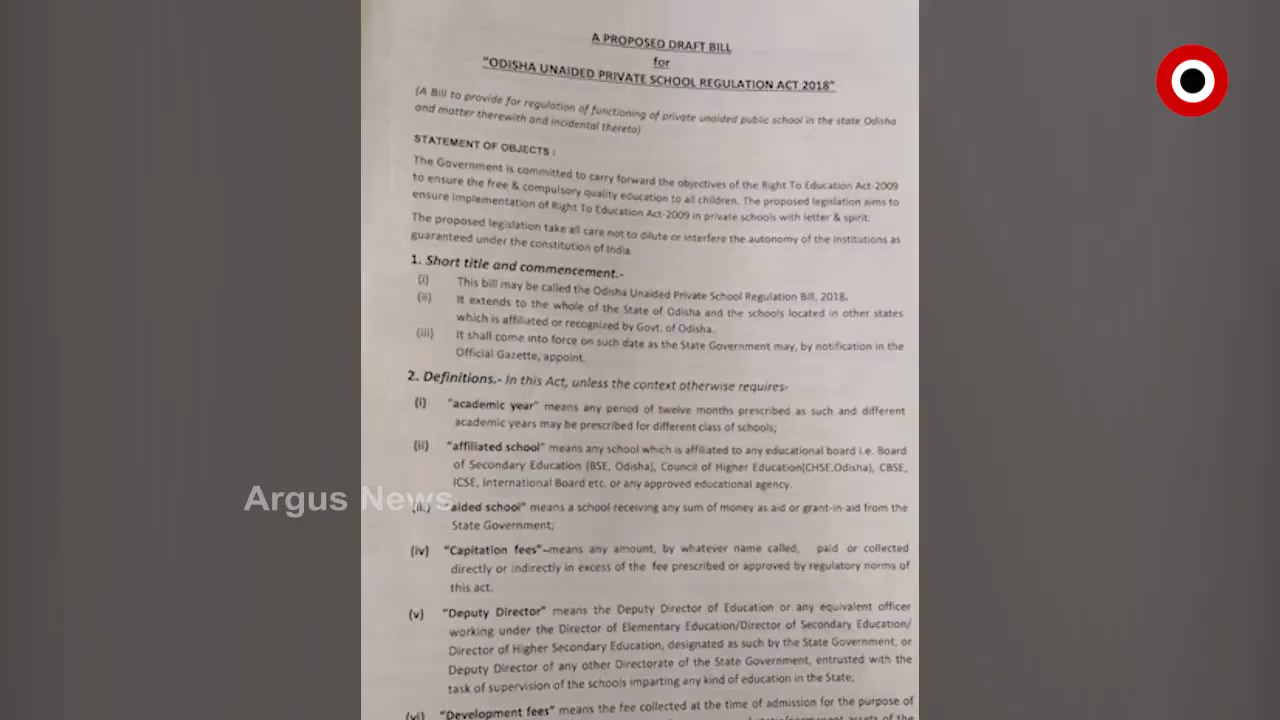 A PROPOSED DRAFT BILL
for
"ODISHA UNAIDED PRIVATE SCHOOL REGULATION ACT 2018"
(A Bill to provide for regulation of functioning of private unaided public school in the state Odisha
and matter therewith and incidental thereto)
STATEMENT OF OBJECTS :
The Government is committed to carry forward the objectives of the Right To Education Act-2009
to ensure the free & compulsory quality education to all children. The proposed legislation aims to
ensure implementation of Right To Education Act-2009 in private schools with letter & spirit.
The proposed legislation take all care not to dilute or interfere the autonomy of the institutions as
guaranteed under the constitution of India.
1. Short title and commencement.-
(i) This bill may be called the Odisha Unaided Private School Regulation Bill, 2018.
(ii) It extends to the whole of the State of Odisha and the schools located in other states
which is affiliated or recognized by Govt. of Odisha.
(iii) It shall come into force on such date as the State Government may, by notification in the
Official Gazette, appoint.
2. Definitions.- In this Act, unless the context otherwise requires-
(i) "academic year" means any period of twelve months prescribed as such and different
academic years may be prescribed for different class of schools;
(ii) "affiliated school" means any school which is affiliated to any educational board i.e. Board
of Secondary Education (BSE, Odisha), Council of Higher Education(CHSE,Odisha), CBSE,
ICSE, International Board etc. or any approved educational agency.
Argus News
(iii) "aided school" means a school receiving any sum of money as aid or grant-in-aid from the
State Government;
(iv) "Capitation fees"–means any amount, by whatever name called, paid or collected
directly or indirectly in excess of the fee prescribed or approved by regulatory norms of
this act.
(v) "Deputy Director" means the Deputy Director of Education or any equivalent officer
working under the Director of Elementary Education/Director of Secondary Education/
Director of Higher Secondary Education, designated as such by the State Government, or
Deputy Director of any other Directorate of the State Government, entrusted with the
task of supervision of the schools imparting any kind of education in the State;
(vi) "Development fees" means the fee collected at the time of admission for the purpose of
assets of the